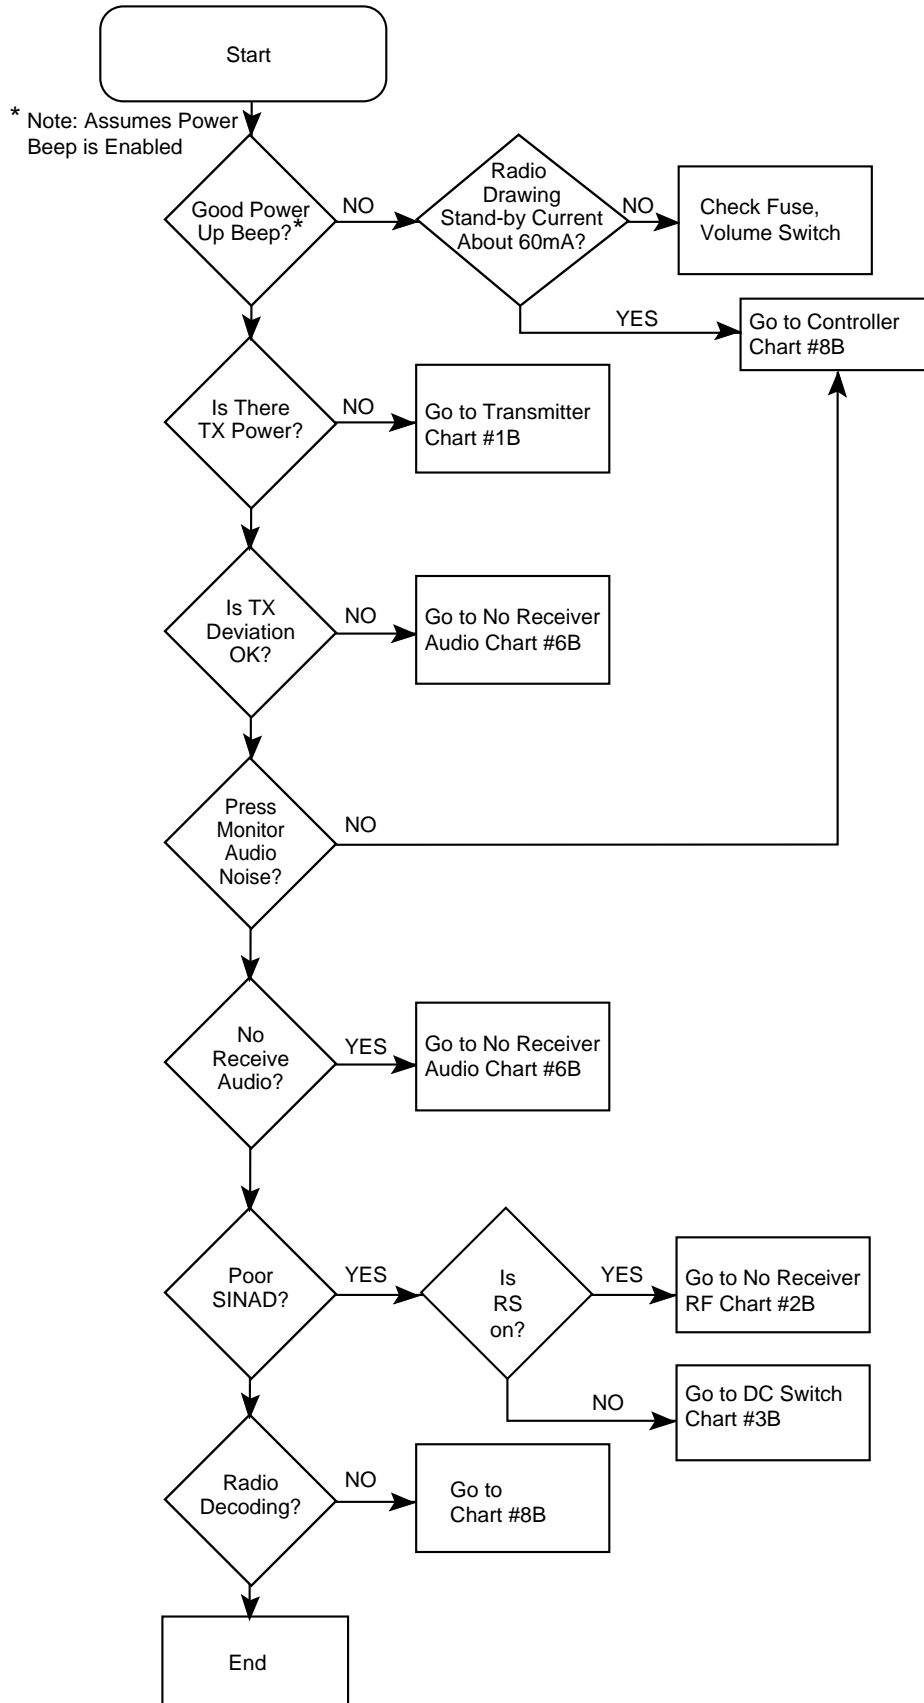 Start
* Note: Assumes Power
Beep is Enabled
Good Power
Up Beep?*
NO
Radio
Drawing
Stand-by Current
About 60mA?
NO
Check Fuse,
Volume Switch
YES
Go to Controller
Chart #8B
Is There
TX Power?
NO
Go to Transmitter
Chart #1B
Is TX
Deviation
OK?
NO
Go to No Receiver
Audio Chart #6B
Press
Monitor
Audio
Noise?
NO
No
Receive
Audio?
YES
Go to No Receiver
Audio Chart #6B
Poor
SINAD?
YES
Is
RS
on?
YES
Go to No Receiver
RF Chart #2B
NO
Go to DC Switch
Chart #3B
Radio
Decoding?
NO
Go to
Chart #8B
End